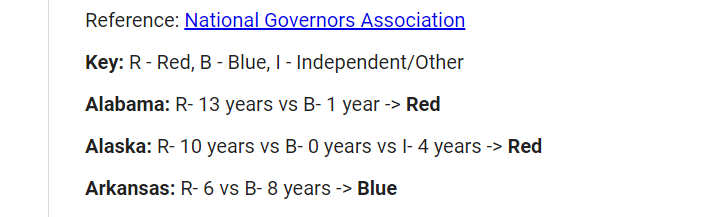 Reference: National Governors Association
Key: R - Red, B - Blue, I - Independent/Other
Alabama: R- 13 years vs B- 1 year -> Red
Alaska: R- 10 years vs B- 0 years vs I- 4 years -> Red
Arkansas: R- 6 vs B- 8 years -> Blue